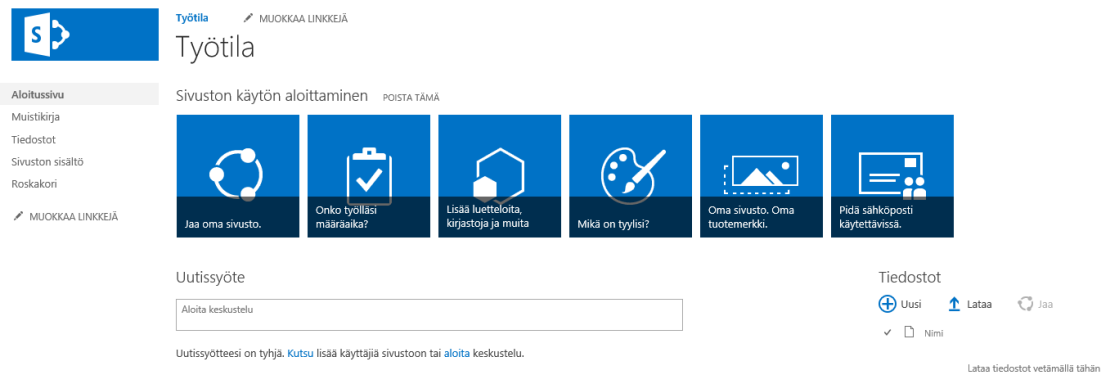 S
Työtila MUOKKAA LINKKEJÄ
Työtila
Aloitussivu
Muistikirja
Tiedostot
Sivuston sisältö
Roskakori
MUOKKAA LINKKEJÄ
Sivuston käytön aloittaminen POISTA TÄMÄ
Jaa oma sivusto.
Onko työlläsi
määräaika?
Lisää luetteloita,
kirjastoja ja muita
Mikä on tyylisi?
Oma sivusto. Oma
tuotemerkki.
Pidä sähköposti
käytettävissä.
Uutissyöte
Aloita keskustelu
Uutissyötteesi on tyhjä. Kutsu lisää käyttäjiä sivustoon tai aloita keskustelu.
Tiedostot
Uusi Lataa Jaa
Nimi
Lataa tiedostot vetämällä tähän